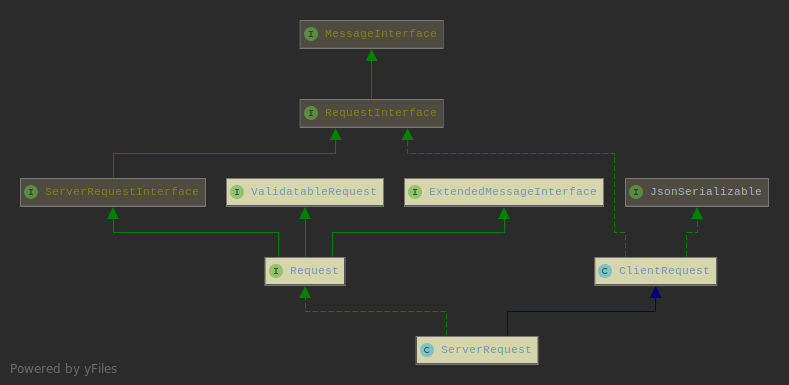 I MessageInterface
I RequestInterface
I ServerRequestInterface
I ValidatableRequest
I ExtendedMessageInterface
I JsonSerializable
I Request
C ClientRequest
C ServerRequest
Powered by yFiles